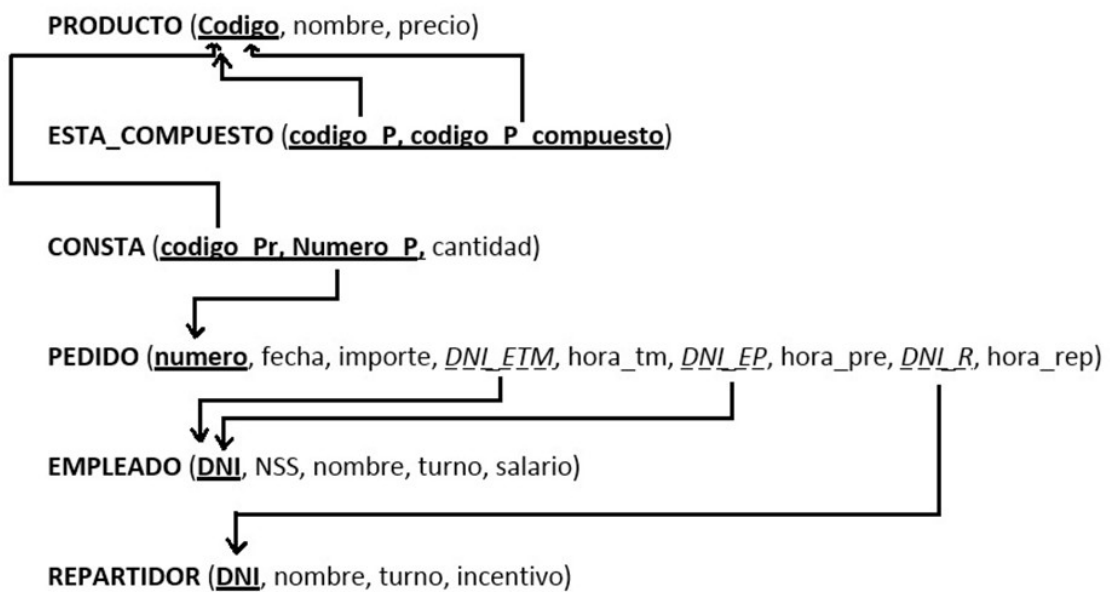 PRODUCTO (Codigo, nombre, precio)
ESTA_COMPUESTO (codigo_P, codigo_P_compuesto)
CONSTA (codigo_Pr, Numero_P, cantidad)
PEDIDO (numero, fecha, importe, DNI_ETM, hora_tm, DNI_EP, hora_pre, DNI_R, hora_rep)
EMPLEADO (DNI, NSS, nombre, turno, salario)
REPARTIDOR (DNI, nombre, turno, incentivo)